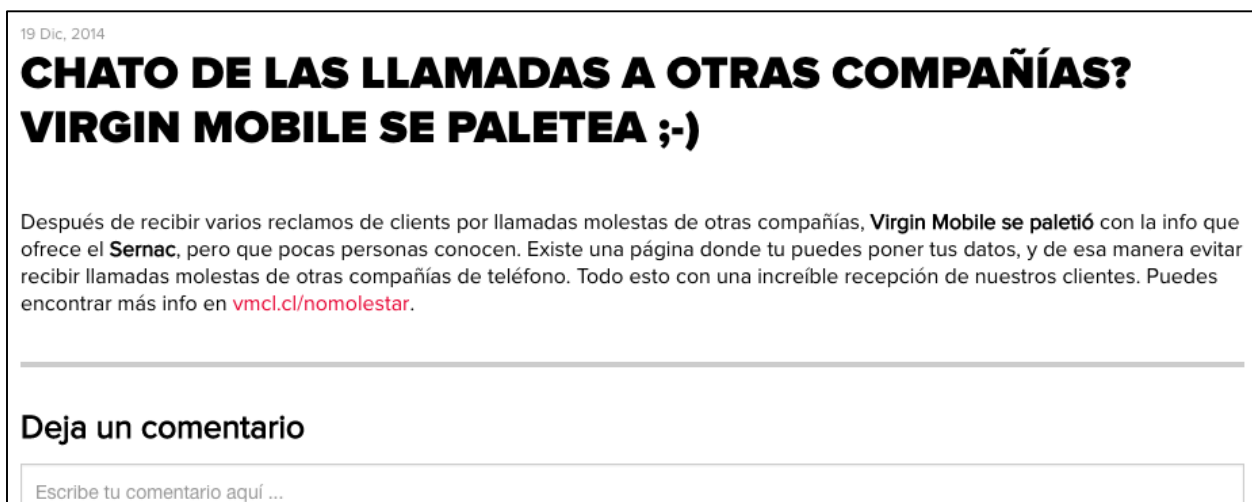 19 Dic, 2014
CHATO DE LAS LLAMADAS A OTRAS COMPAÑÍAS?
VIRGIN MOBILE SE PALETEA ;-)
Después de recibir varios reclamos de clients por llamadas molestas de otras compañías, Virgin Mobile se paletió con la info que
ofrece el Sernac, pero que pocas personas conocen. Existe una página donde tu puedes poner tus datos, y de esa manera evitar
recibir llamadas molestas de otras compañías de teléfono. Todo esto con una increíble recepción de nuestros clientes. Puedes
encontrar más info en vmcl.cl/nomolestar.
Deja un comentario
Escribe tu comentario aquí ...